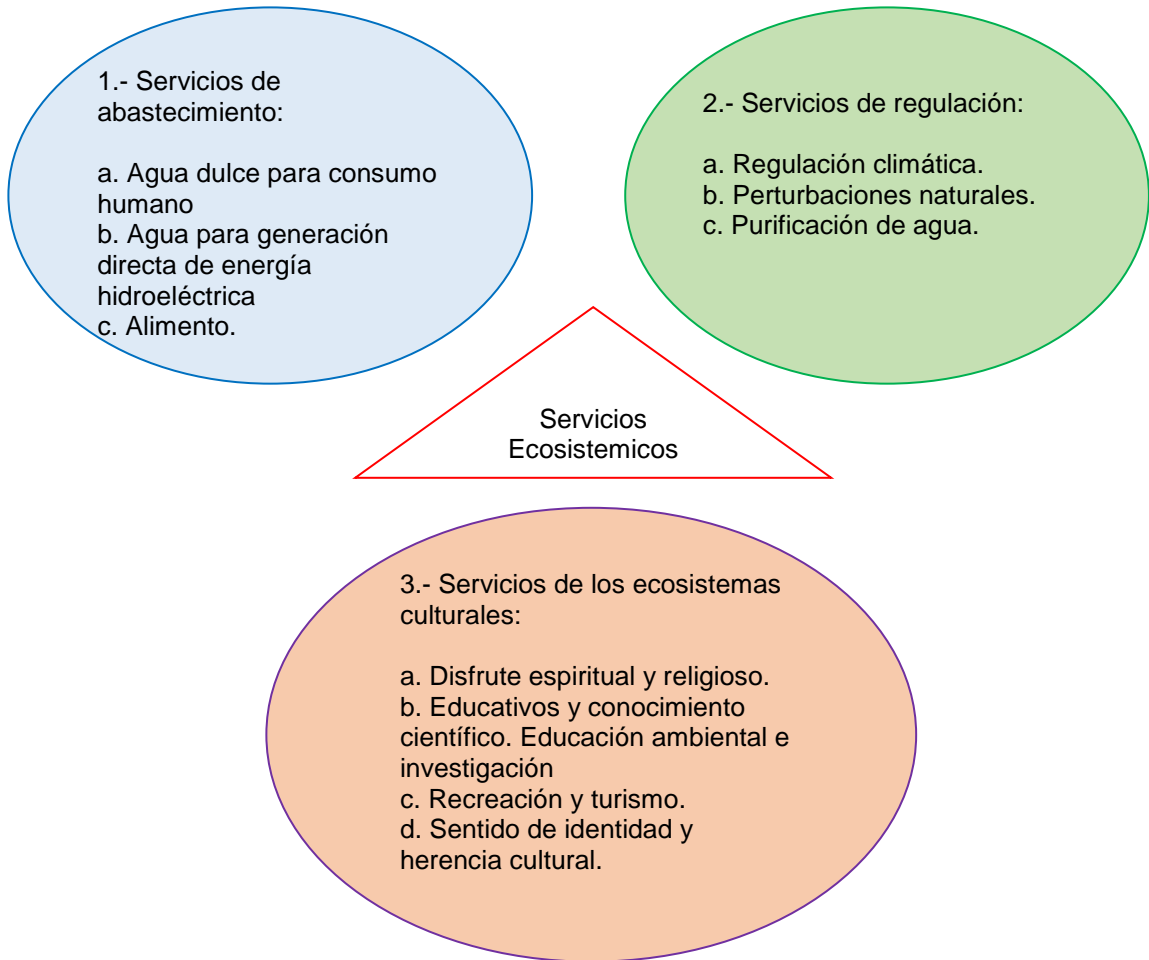 1.- Servicios de
abastecimiento:
a. Agua dulce para consumo
humano
b. Agua para generación
directa de energía
hidroeléctrica
c. Alimento.
2.- Servicios de regulación:
a. Regulación climática.
b. Perturbaciones naturales.
c. Purificación de agua.
Servicios
Ecosistemicos
3.- Servicios de los ecosistemas
culturales:
a. Disfrute espiritual y religioso.
b. Educativos y conocimiento
científico. Educación ambiental e
investigación
c. Recreación y turismo.
d. Sentido de identidad y
herencia cultural.